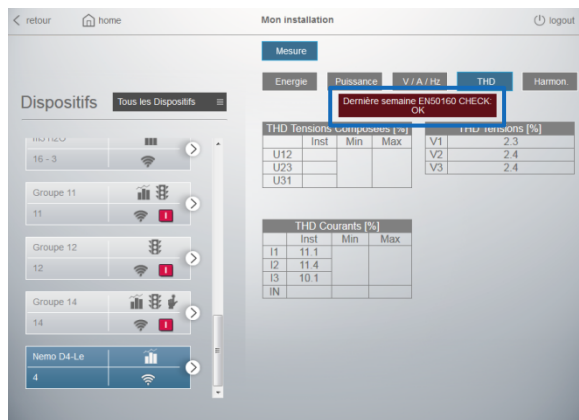 retour
home
Mon installation
logout
Mesure
Energie
Puissance
V / A / Hz
THD
Harmon.
Dernière semaine EN50160 CHECK:
OK
Dispositifs
Tous les Dispositifs
16 - 3
Groupe 11
11
I
Groupe 12
12
I
Groupe 14
14
I
Nemo D4-Le
4
THD Tensions Composées [%]
Inst Min Max
U12
U23
U31
THD Tensions [%]
V1 2.3
V2 2.4
V3 2.4
THD Courants [%]
Inst Min Max
I1 11.1
I2 11.4
I3 10.1
IN